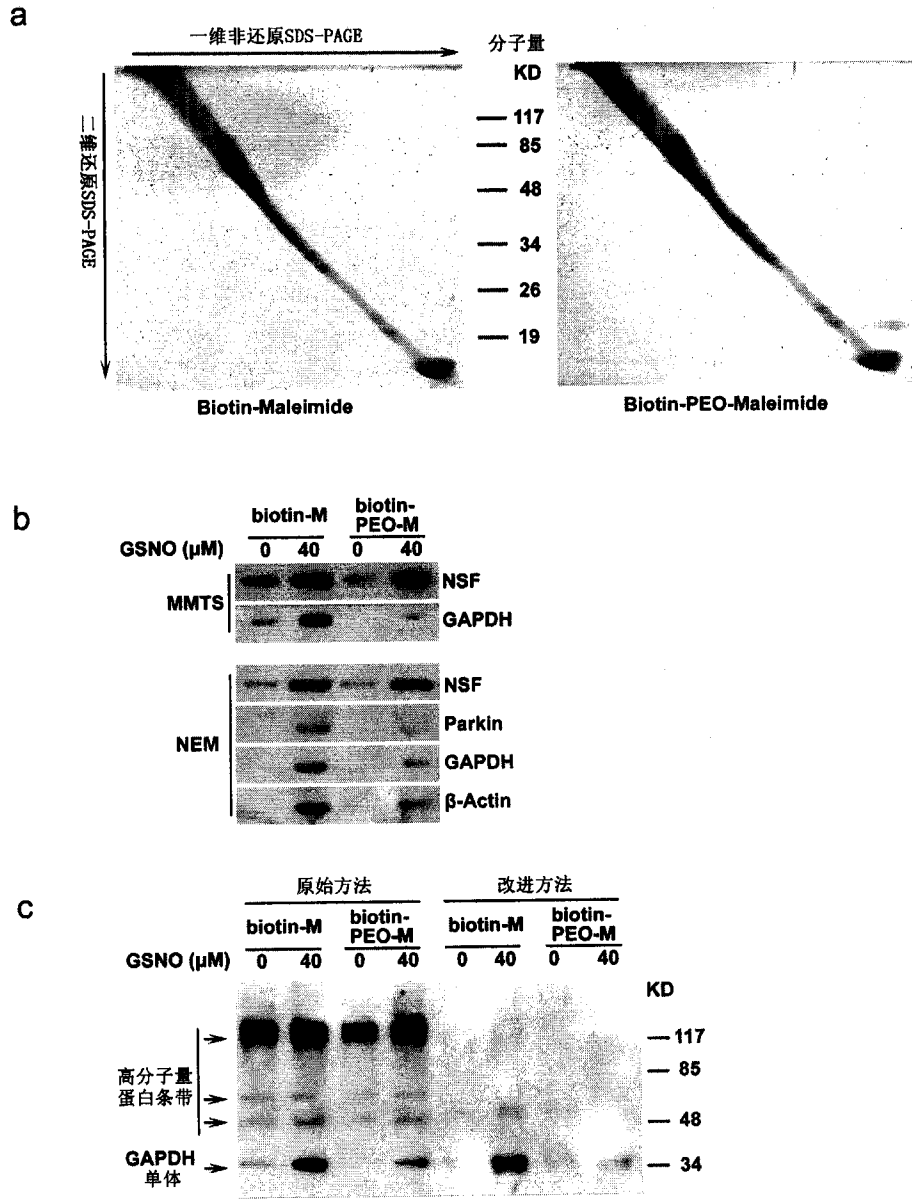 a
一维非还原SDS-PAGE
二维还原SDS-PAGE
分子量
KD
117
85
48
34
26
19
Biotin-Maleimide
Biotin-PEO-Maleimide
b
biotin-M
biotin-
PEO-M
GSNO (μM) 0 40 0 40
MMTS
NSF
GAPDH
NEM
NSF
Parkin
GAPDH
β-Actin
c
原始方法 改进方法
biotin-M biotin-PEO-M biotin-M biotin-PEO-M
GSNO (μM) 0 40 0 40 0 40 0 40
KD
117
85
48
34
高分子量
蛋白条带
GAPDH
单体